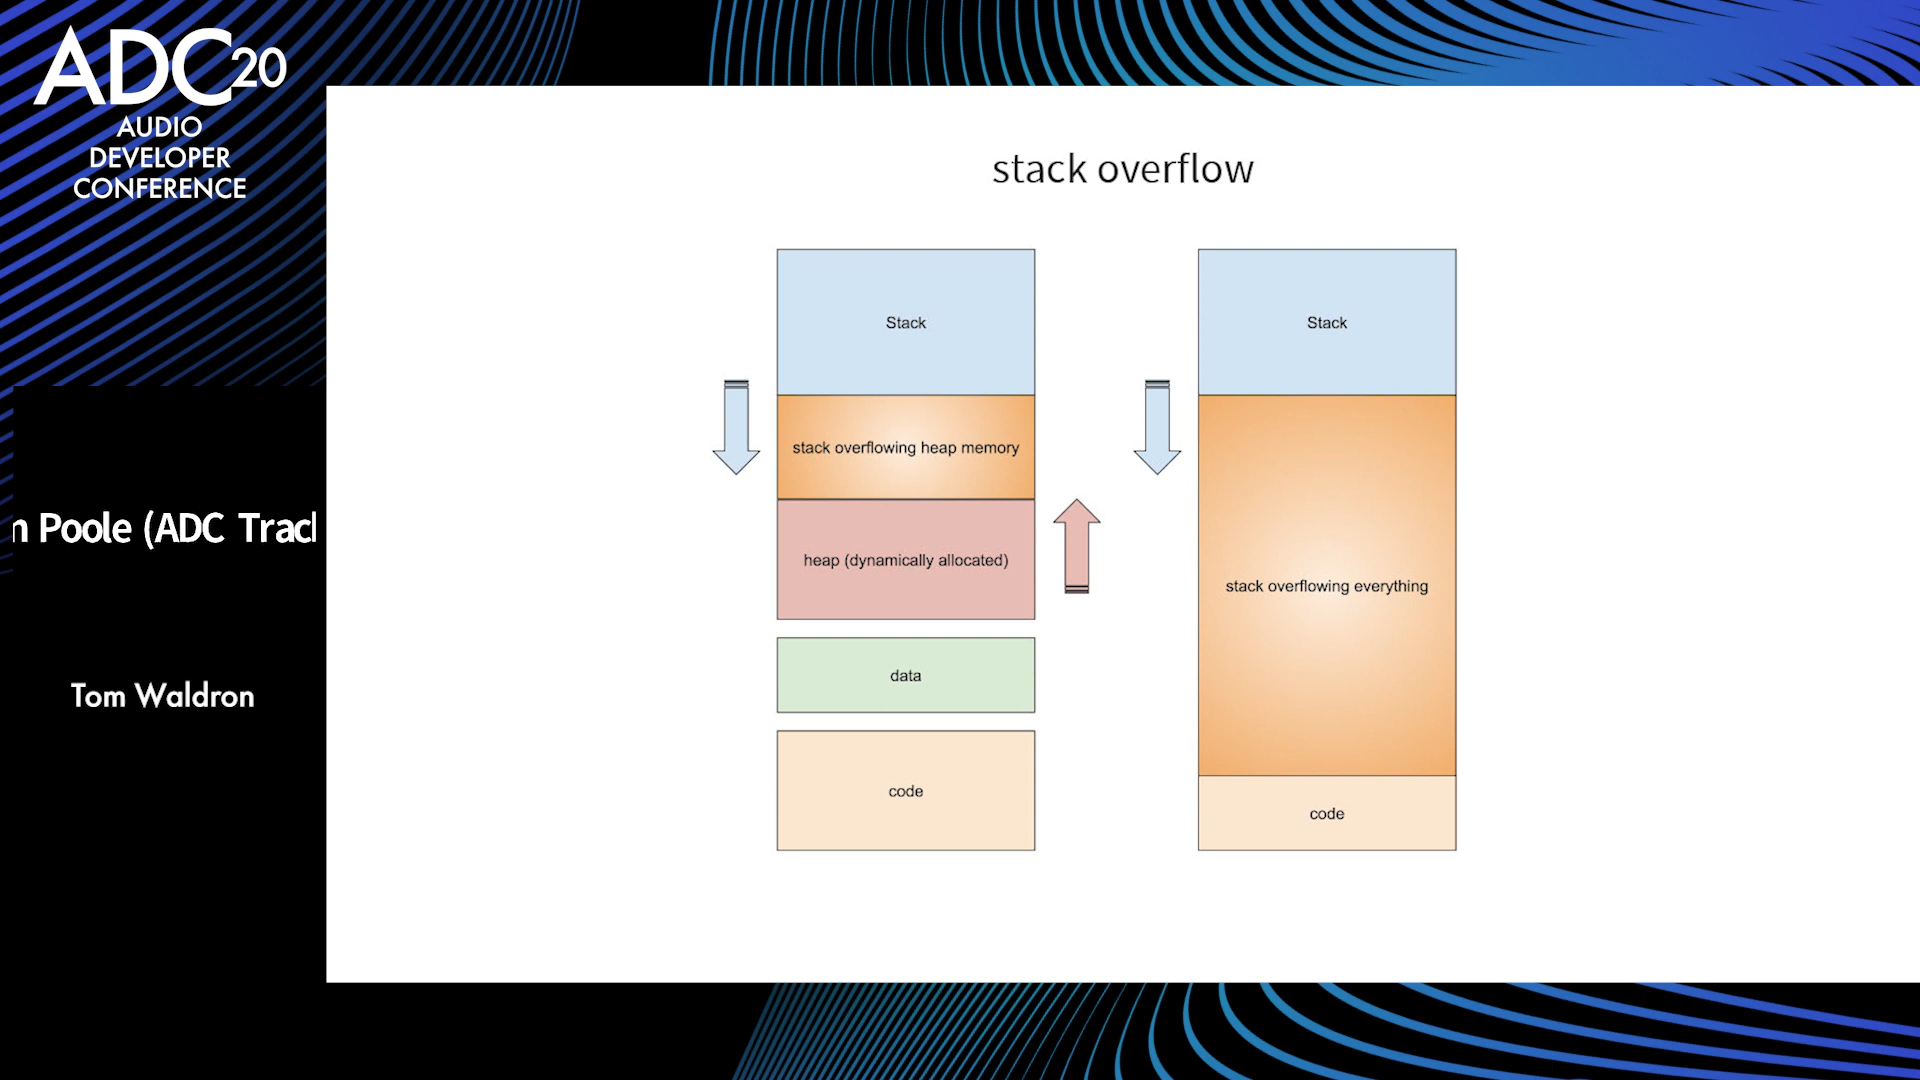 ADC20
AUDIO
DEVELOPER
CONFERENCE
n Poole (ADC Track
Tom Waldron
stack overflow
Stack
stack overflowing heap memory
heap (dynamically allocated)
data
code
Stack
stack overflowing everything
code